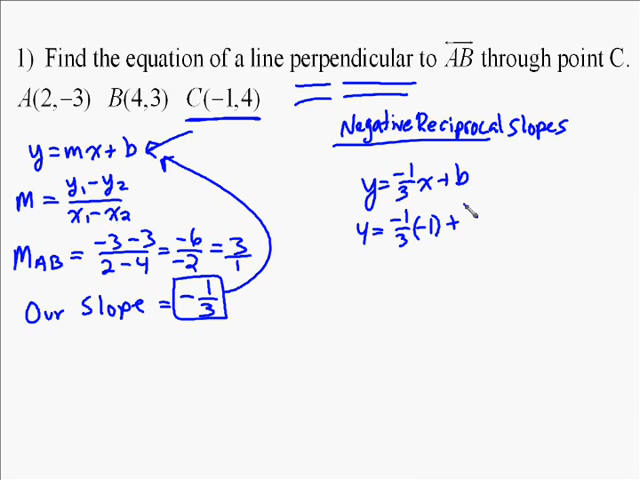 1) Find the equation of a line perpendicular to AB through point C.
A(2,−3) B(4,3) C(−1,4)
Negative Reciprocal Slopes
y = mx + b
m = y₁ − y₂ / x₁ − x₂
m AB = −3 − 3 / 2 − 4 = −6 / −2 = 3 / 1
Our slope = −1/3
y = −1/3 x + b
y = −1/3 (−1) +